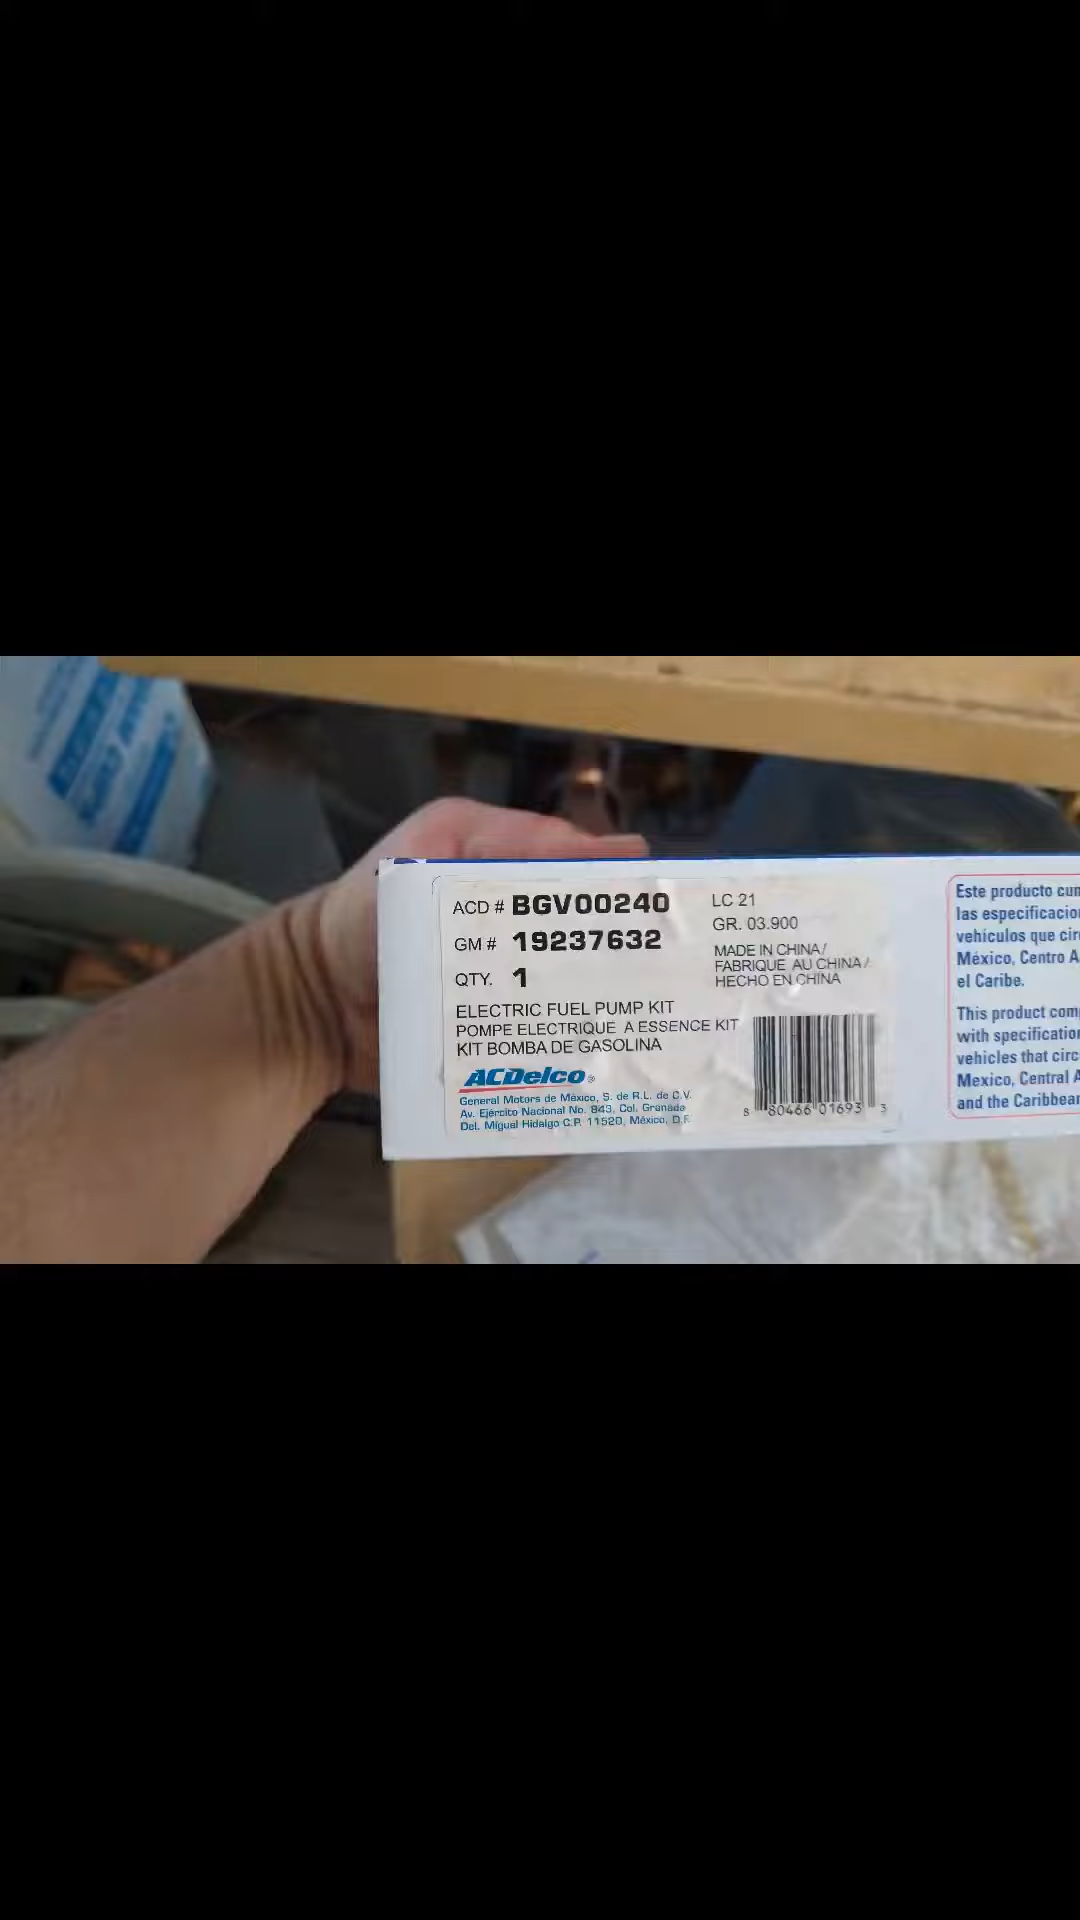 ACD # BGV00240
GM # 19237632
QTY. 1
LC 21
GR. 03.900
MADE IN CHINA/
FABRIQUE AU CHINA/
HECHO EN CHINA
ELECTRIC FUEL PUMP KIT
POMPE ELECTRIQUE A ESSENCE KIT
KIT BOMBA DE GASOLINA
ACDelco®
General Motors de México, S. de R.L. de C.V.
Av. Ejército Nacional No. 843, Col. Granada
Del. Miguel Hidalgo C.P. 11520, México, D.F.
8 80466 01693 3
Este producto cum
las especificacio
vehículos que cir
México, Centro A
el Caribe.
This product com
with specification
vehicles that circ
Mexico, Central A
and the Caribbean